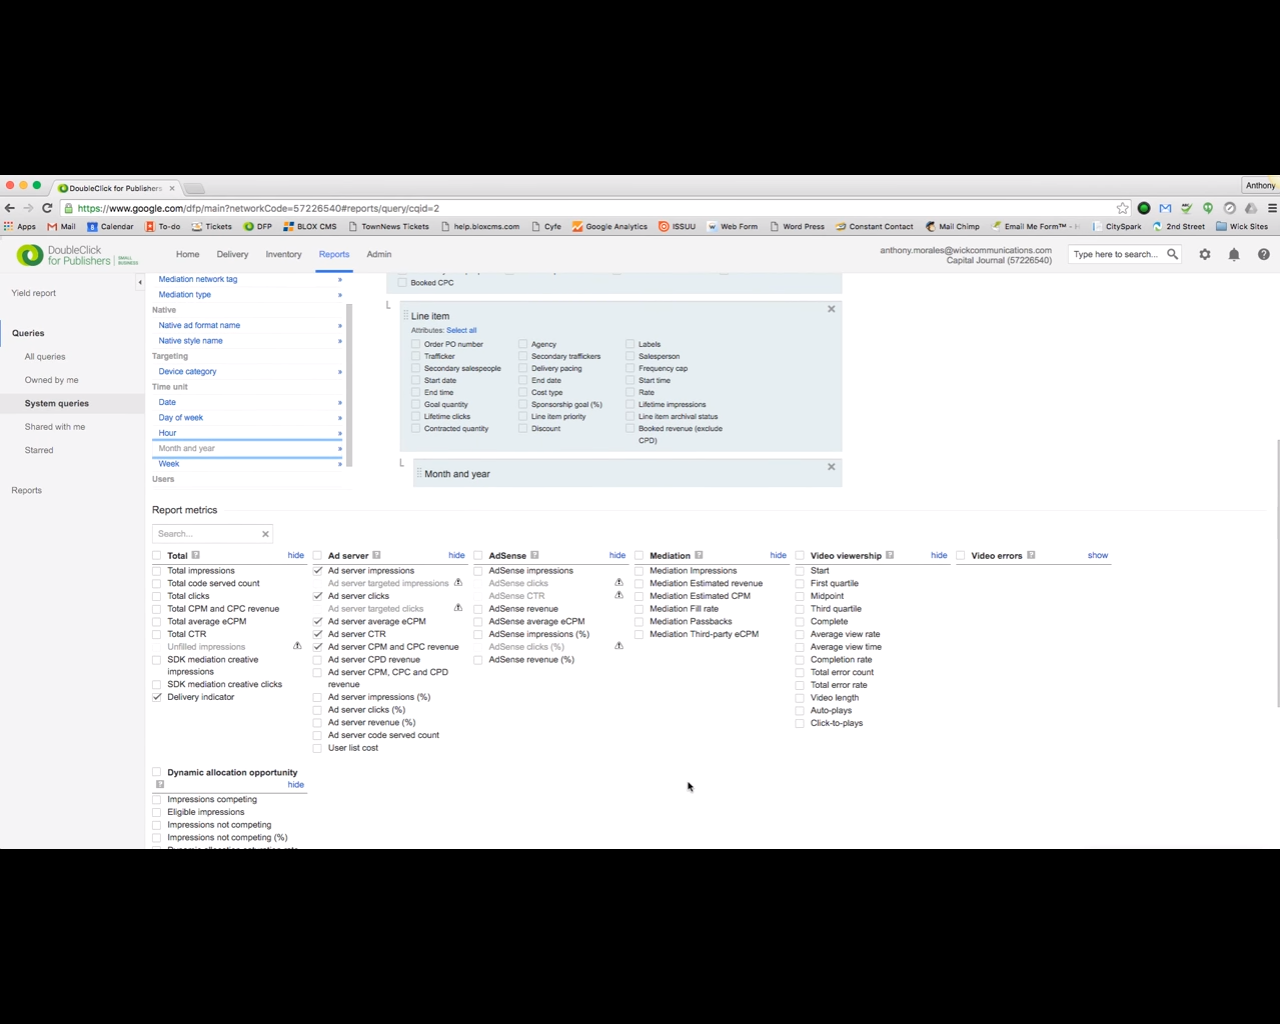 DoubleClick for Publishers
Anthony
https://www.google.com/dfp/main?networkCode=57226540#reports/query/cqid=2
Apps Mail Calendar To-do Tickets DFP BLOX CMS TownNews Tickets help.bloxcms.com Cyfe Google Analytics ISSUU Web Form Word Press Constant Contact Mail Chimp Email Me Form™ - CitySpark 2nd Street Wick Sites
DoubleClick
for Publishers SMALL BUSINESS
Home Delivery Inventory Reports Admin
anthony.morales@wickcommunications.com
Capital Journal (57226540)
Type here to search...
Yield report
Queries
All queries
Owned by me
System queries
Shared with me
Starred
Reports
Mediation network tag »
Mediation type »
Native
Native ad format name »
Native style name »
Targeting
Device category »
Time unit
Date »
Day of week »
Hour »
Month and year »
Week »
Users
Booked CPC
Line item
Attributes: Select all
Order PO number Agency Labels
Trafficker Secondary traffickers Salesperson
Secondary salespeople Delivery pacing Frequency cap
Start date End date Start time
End time Cost type Rate
Goal quantity Sponsorship goal (%) Lifetime impressions
Lifetime clicks Line item priority Line item archival status
Contracted quantity Discount Booked revenue (exclude
CPD)
Month and year
Report metrics
Search...
Total ? hide
Total impressions
Total code served count
Total clicks
Total CPM and CPC revenue
Total average eCPM
Total CTR
Unfilled impressions
SDK mediation creative
impressions
SDK mediation creative clicks
Delivery indicator
Ad server ? hide
Ad server impressions
Ad server targeted impressions
Ad server clicks
Ad server targeted clicks
Ad server average eCPM
Ad server CTR
Ad server CPM and CPC revenue
Ad server CPD revenue
Ad server CPM, CPC and CPD
revenue
Ad server impressions (%)
Ad server clicks (%)
Ad server revenue (%)
Ad server code served count
User list cost
AdSense ? hide
AdSense impressions
AdSense clicks
AdSense CTR
AdSense revenue
AdSense average eCPM
AdSense impressions (%)
AdSense clicks (%)
AdSense revenue (%)
Mediation ? hide
Mediation Impressions
Mediation Estimated revenue
Mediation Estimated CPM
Mediation Fill rate
Mediation Passbacks
Mediation Third-party eCPM
Video viewership ? hide
Start
First quartile
Midpoint
Third quartile
Complete
Average view rate
Average view time
Completion rate
Total error count
Total error rate
Video length
Auto-plays
Click-to-plays
Video errors ? show
Dynamic allocation opportunity
? hide
Impressions competing
Eligible impressions
Impressions not competing
Impressions not competing (%)